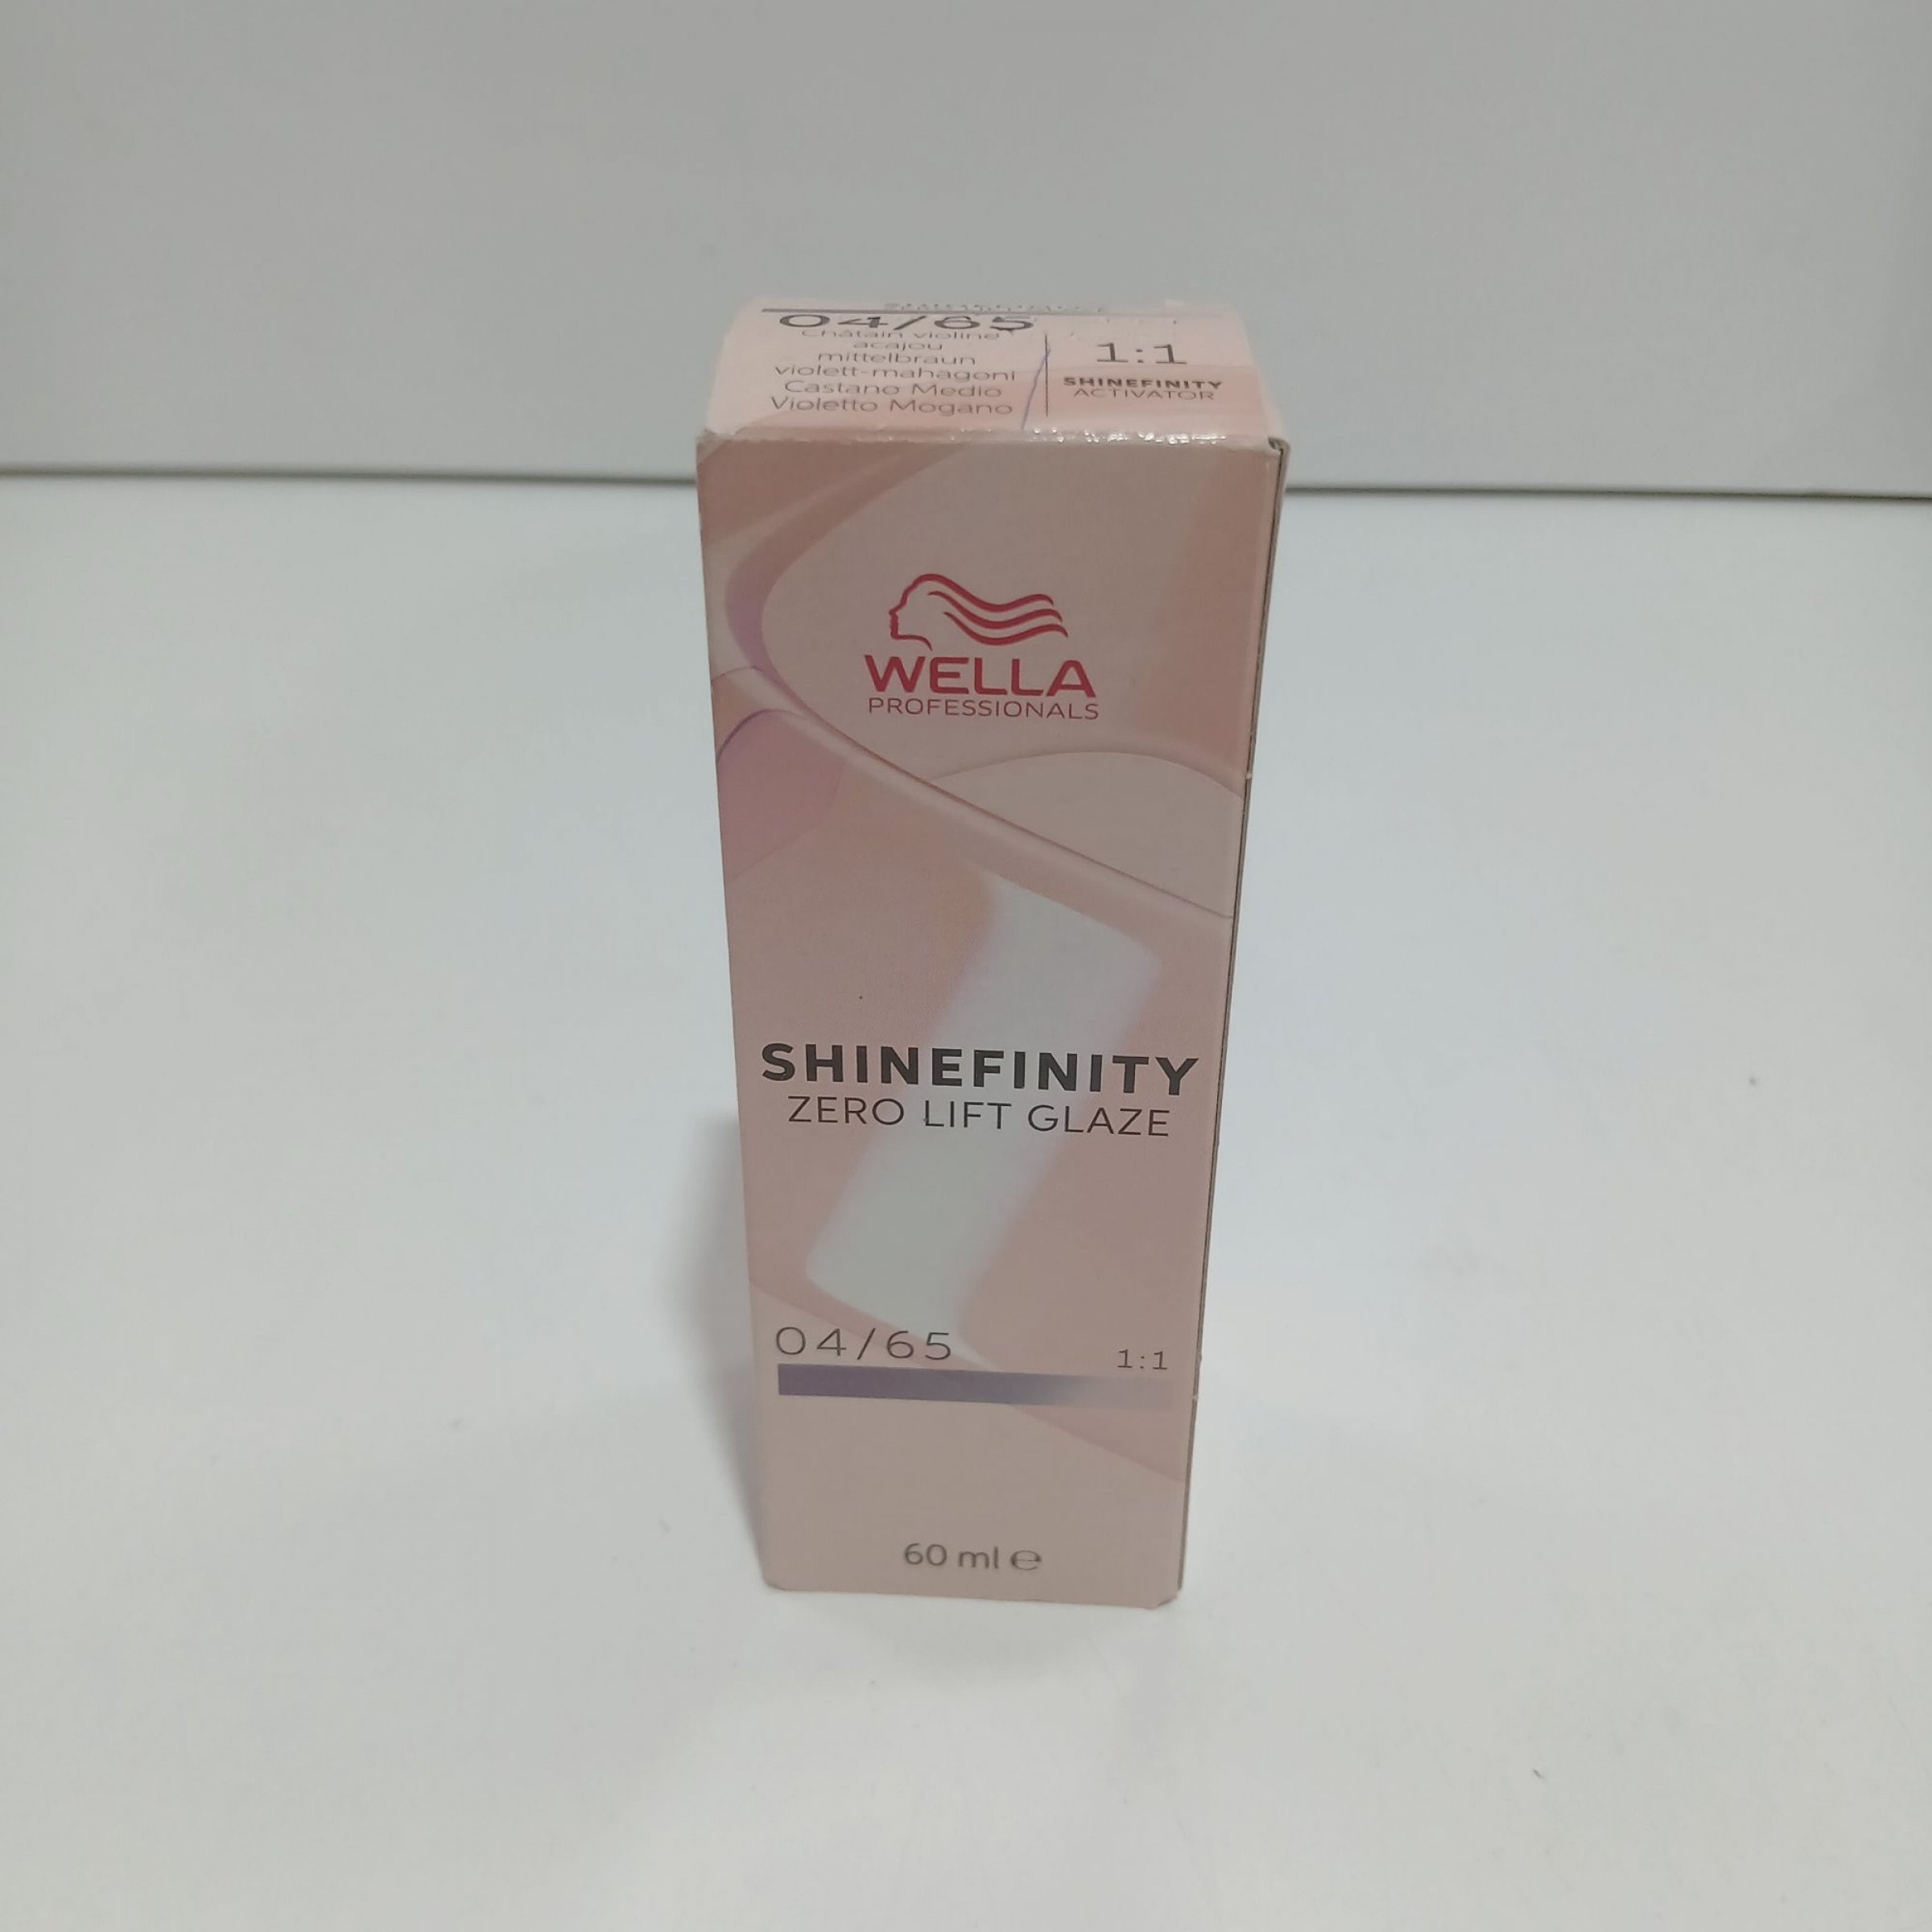 04/65
Châtain violine
acajou
mittelbraun
violett-mahagoni
Castano Medio
Violetto Mogano
1:1
SHINEFINITY
ACTIVATOR
WELLA
PROFESSIONALS
SHINEFINITY
ZERO LIFT GLAZE
04/65 1:1
60 ml ℮